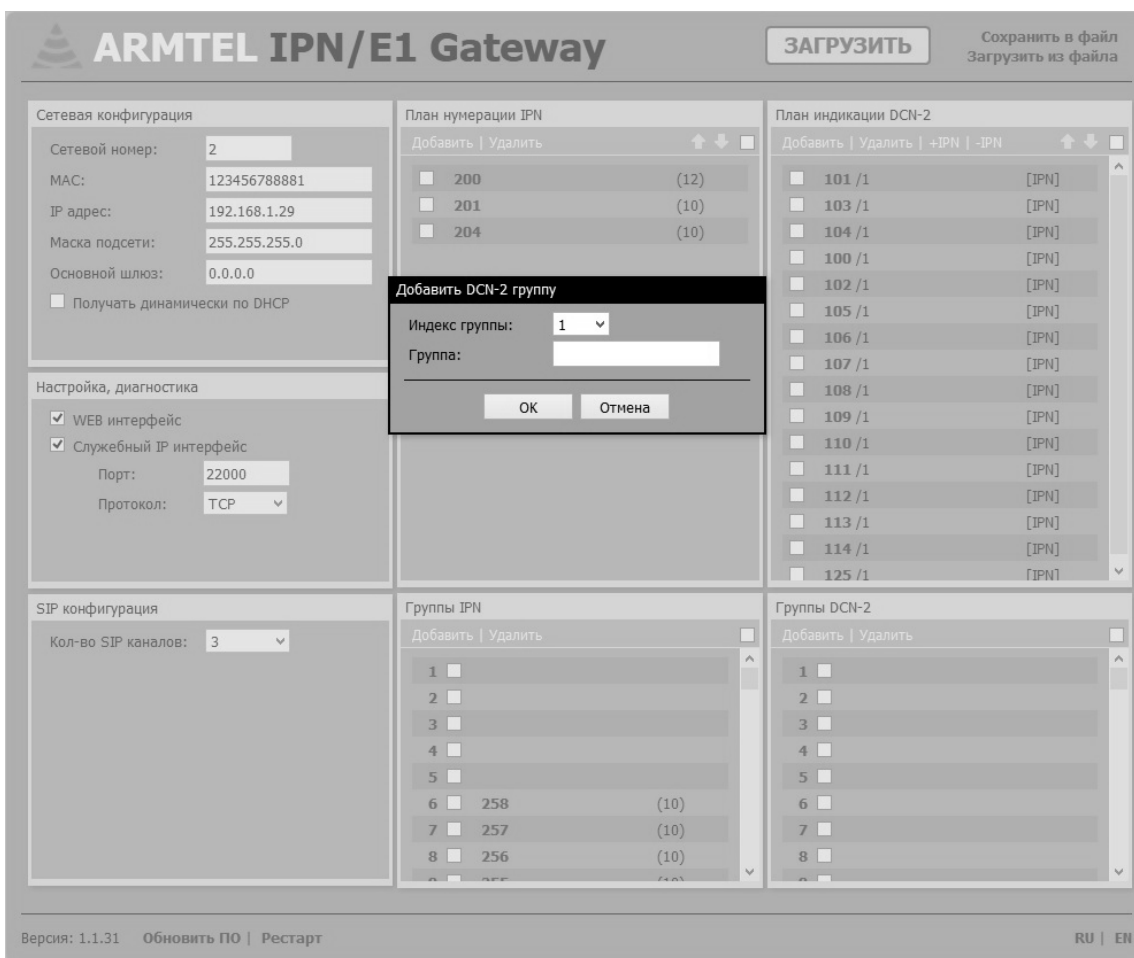 ARMTEL IPN/E1 Gateway
ЗАГРУЗИТЬ
Сохранить в файл
Загрузить из файла
Сетевая конфигурация
Сетевой номер: 2
MAC: 123456788881
IP адрес: 192.168.1.29
Маска подсети: 255.255.255.0
Основной шлюз: 0.0.0.0
Получать динамически по DHCP
План нумерации IPN
Добавить | Удалить
200 (12)
201 (10)
204 (10)
План индикации DCN-2
Добавить | Удалить | +IPN | -IPN
101 /1 [IPN]
103 /1 [IPN]
104 /1 [IPN]
100 /1 [IPN]
102 /1 [IPN]
105 /1 [IPN]
106 /1 [IPN]
107 /1 [IPN]
108 /1 [IPN]
109 /1 [IPN]
110 /1 [IPN]
111 /1 [IPN]
112 /1 [IPN]
113 /1 [IPN]
114 /1 [IPN]
125 /1 [IPN]
Добавить DCN-2 группу
Индекс группы: 1
Группа:
OK Отмена
Настройка, диагностика
WEB интерфейс
Служебный IP интерфейс
Порт: 22000
Протокол: TCP
SIP конфигурация
Кол-во SIP каналов: 3
Группы IPN
Добавить | Удалить
1
2
3
4
5
6 258 (10)
7 257 (10)
8 256 (10)
Группы DCN-2
Добавить | Удалить
1
2
3
4
5
6
7
8
Версия: 1.1.31 Обновить ПО | Рестарт
RU | EN